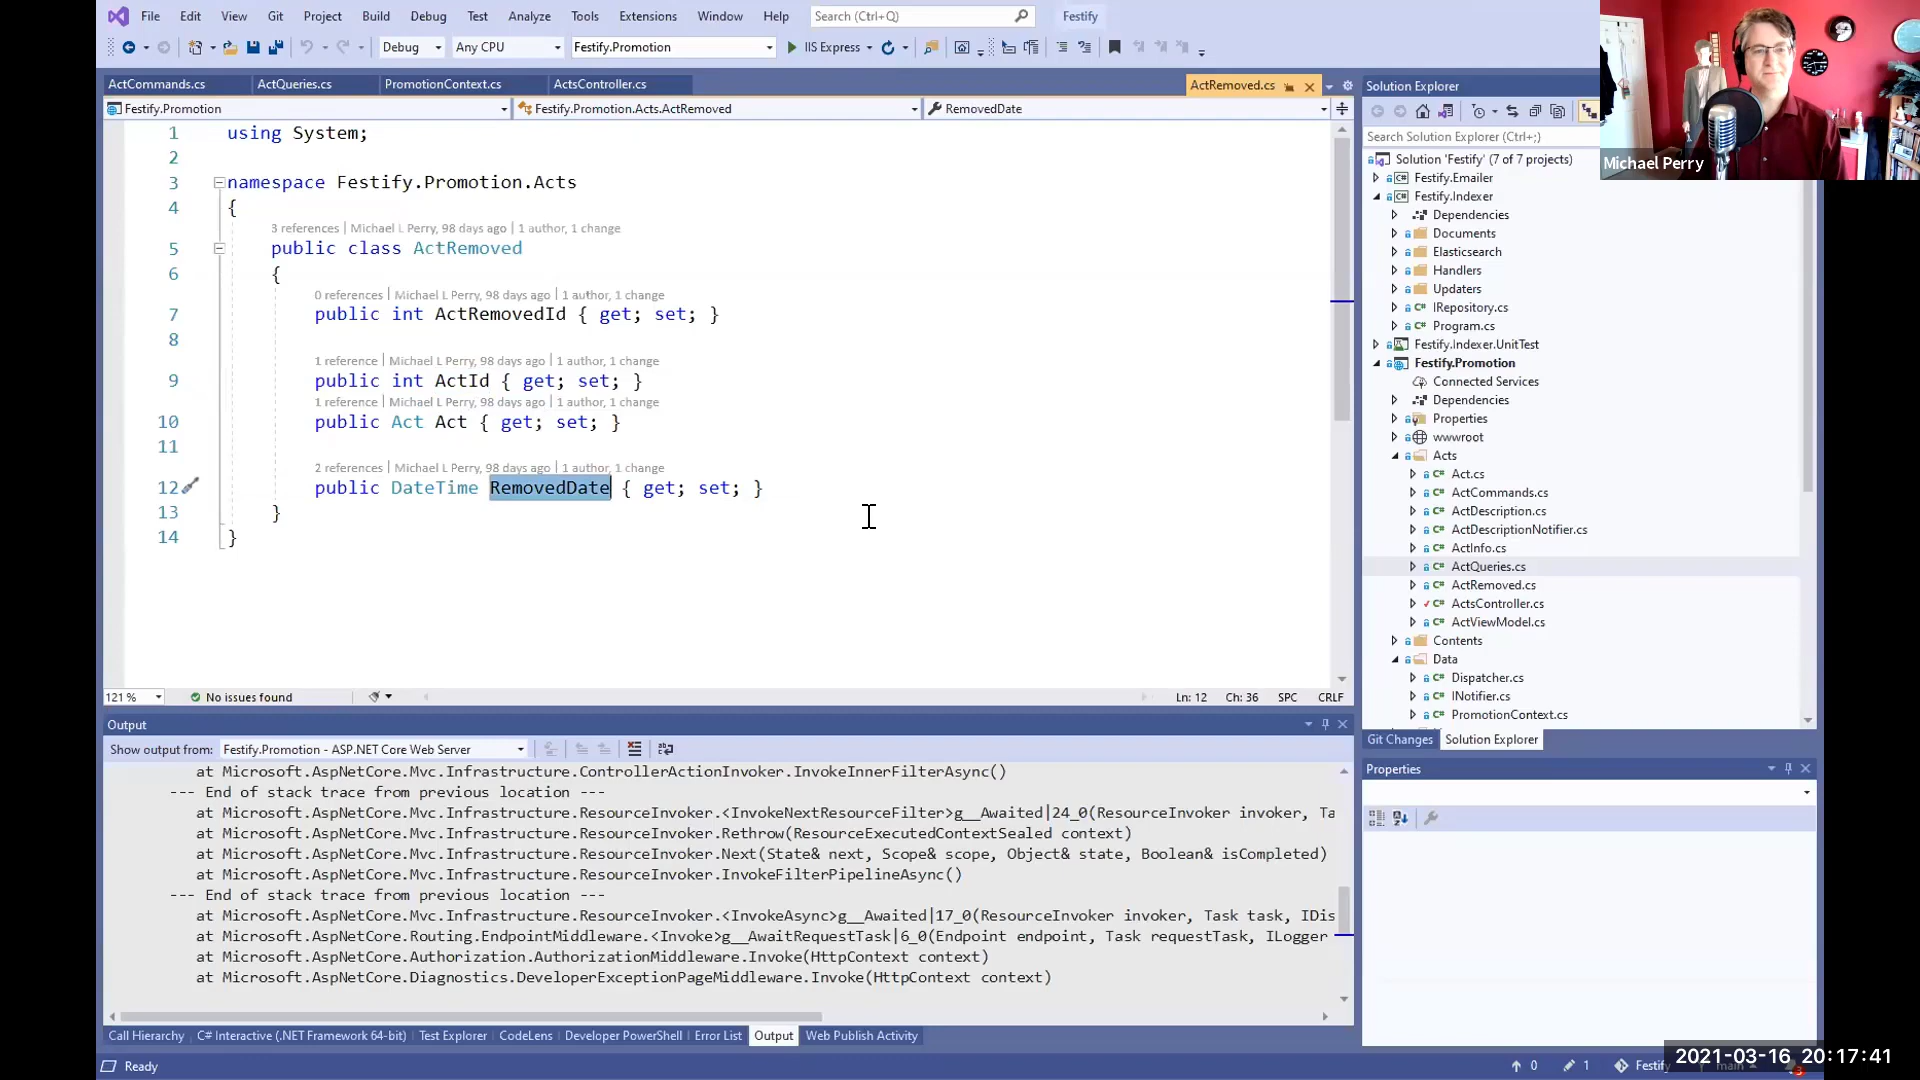 File Edit View Git Project Build Debug Test Analyze Tools Extensions Window Help Search (Ctrl+Q) Festify
Debug Any CPU Festify.Promotion IIS Express
ActCommands.cs ActQueries.cs PromotionContext.cs ActsController.cs ActRemoved.cs
Festify.Promotion Festify.Promotion.Acts.ActRemoved RemovedDate
1 using System;
2
3 namespace Festify.Promotion.Acts
4 {
3 references | Michael L Perry, 98 days ago | 1 author, 1 change
5 public class ActRemoved
6 {
0 references | Michael L Perry, 98 days ago | 1 author, 1 change
7 public int ActRemovedId { get; set; }
8
1 reference | Michael L Perry, 98 days ago | 1 author, 1 change
9 public int ActId { get; set; }
1 reference | Michael L Perry, 98 days ago | 1 author, 1 change
10 public Act Act { get; set; }
11
2 references | Michael L Perry, 98 days ago | 1 author, 1 change
12 public DateTime RemovedDate { get; set; }
13 }
14 }
121 % No issues found Ln: 12 Ch: 36 SPC CRLF
Output
Show output from: Festify.Promotion - ASP.NET Core Web Server
at Microsoft.AspNetCore.Mvc.Infrastructure.ControllerActionInvoker.InvokeInnerFilterAsync()
--- End of stack trace from previous location ---
at Microsoft.AspNetCore.Mvc.Infrastructure.ResourceInvoker.<InvokeNextResourceFilter>g__Awaited|24_0(ResourceInvoker invoker, Ta
at Microsoft.AspNetCore.Mvc.Infrastructure.ResourceInvoker.Rethrow(ResourceExecutedContextSealed context)
at Microsoft.AspNetCore.Mvc.Infrastructure.ResourceInvoker.Next(State& next, Scope& scope, Object& state, Boolean& isCompleted)
at Microsoft.AspNetCore.Mvc.Infrastructure.ResourceInvoker.InvokeFilterPipelineAsync()
--- End of stack trace from previous location ---
at Microsoft.AspNetCore.Mvc.Infrastructure.ResourceInvoker.<InvokeAsync>g__Awaited|17_0(ResourceInvoker invoker, Task task, IDis
at Microsoft.AspNetCore.Routing.EndpointMiddleware.<Invoke>g__AwaitRequestTask|6_0(Endpoint endpoint, Task requestTask, ILogger
at Microsoft.AspNetCore.Authorization.AuthorizationMiddleware.Invoke(HttpContext context)
at Microsoft.AspNetCore.Diagnostics.DeveloperExceptionPageMiddleware.Invoke(HttpContext context)
Call Hierarchy C# Interactive (.NET Framework 64-bit) Test Explorer CodeLens Developer PowerShell Error List Output Web Publish Activity
Ready
Solution Explorer
Search Solution Explorer (Ctrl+;)
Solution 'Festify' (7 of 7 projects)
Festify.Emailer
Festify.Indexer
Dependencies
Documents
Elasticsearch
Handlers
Updaters
IRepository.cs
Program.cs
Festify.Indexer.UnitTest
Festify.Promotion
Connected Services
Dependencies
Properties
wwwroot
Acts
Act.cs
ActCommands.cs
ActDescription.cs
ActDescriptionNotifier.cs
ActInfo.cs
ActQueries.cs
ActRemoved.cs
ActsController.cs
ActViewModel.cs
Contents
Data
Dispatcher.cs
INotifier.cs
PromotionContext.cs
Git Changes Solution Explorer
Properties
0 1 Festify main
Michael Perry
2021-03-16 20:17:41